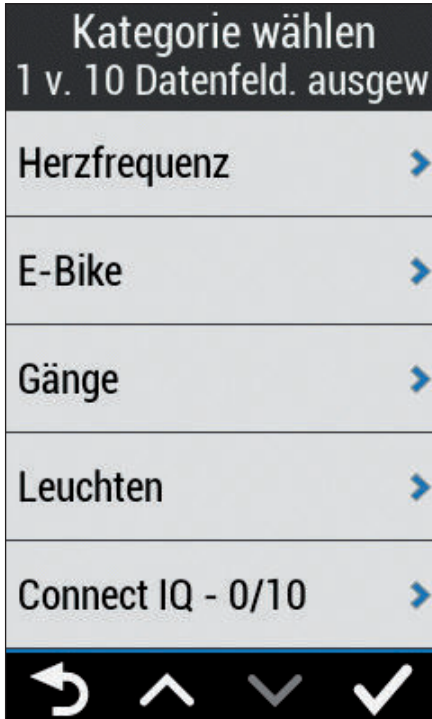 Kategorie wählen
1 v. 10 Datenfeld. ausgew
Herzfrequenz
E-Bike
Gänge
Leuchten
Connect IQ - 0/10